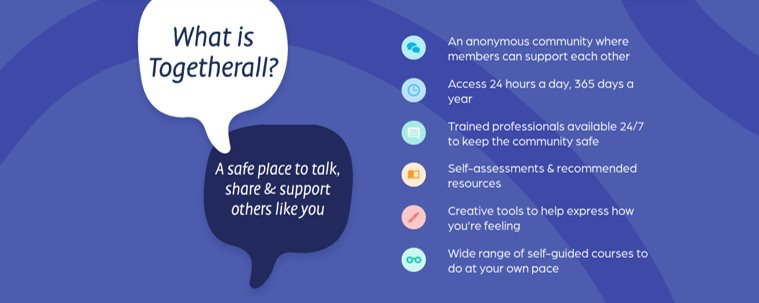 What is
Togetherall?
A safe place to talk,
share & support
others like you
An anonymous community where
members can support each other
Access 24 hours a day, 365 days a
year
Trained professionals available 24/7
to keep the community safe
Self-assessments & recommended
resources
Creative tools to help express how
you're feeling
Wide range of self-guided courses to
do at your own pace